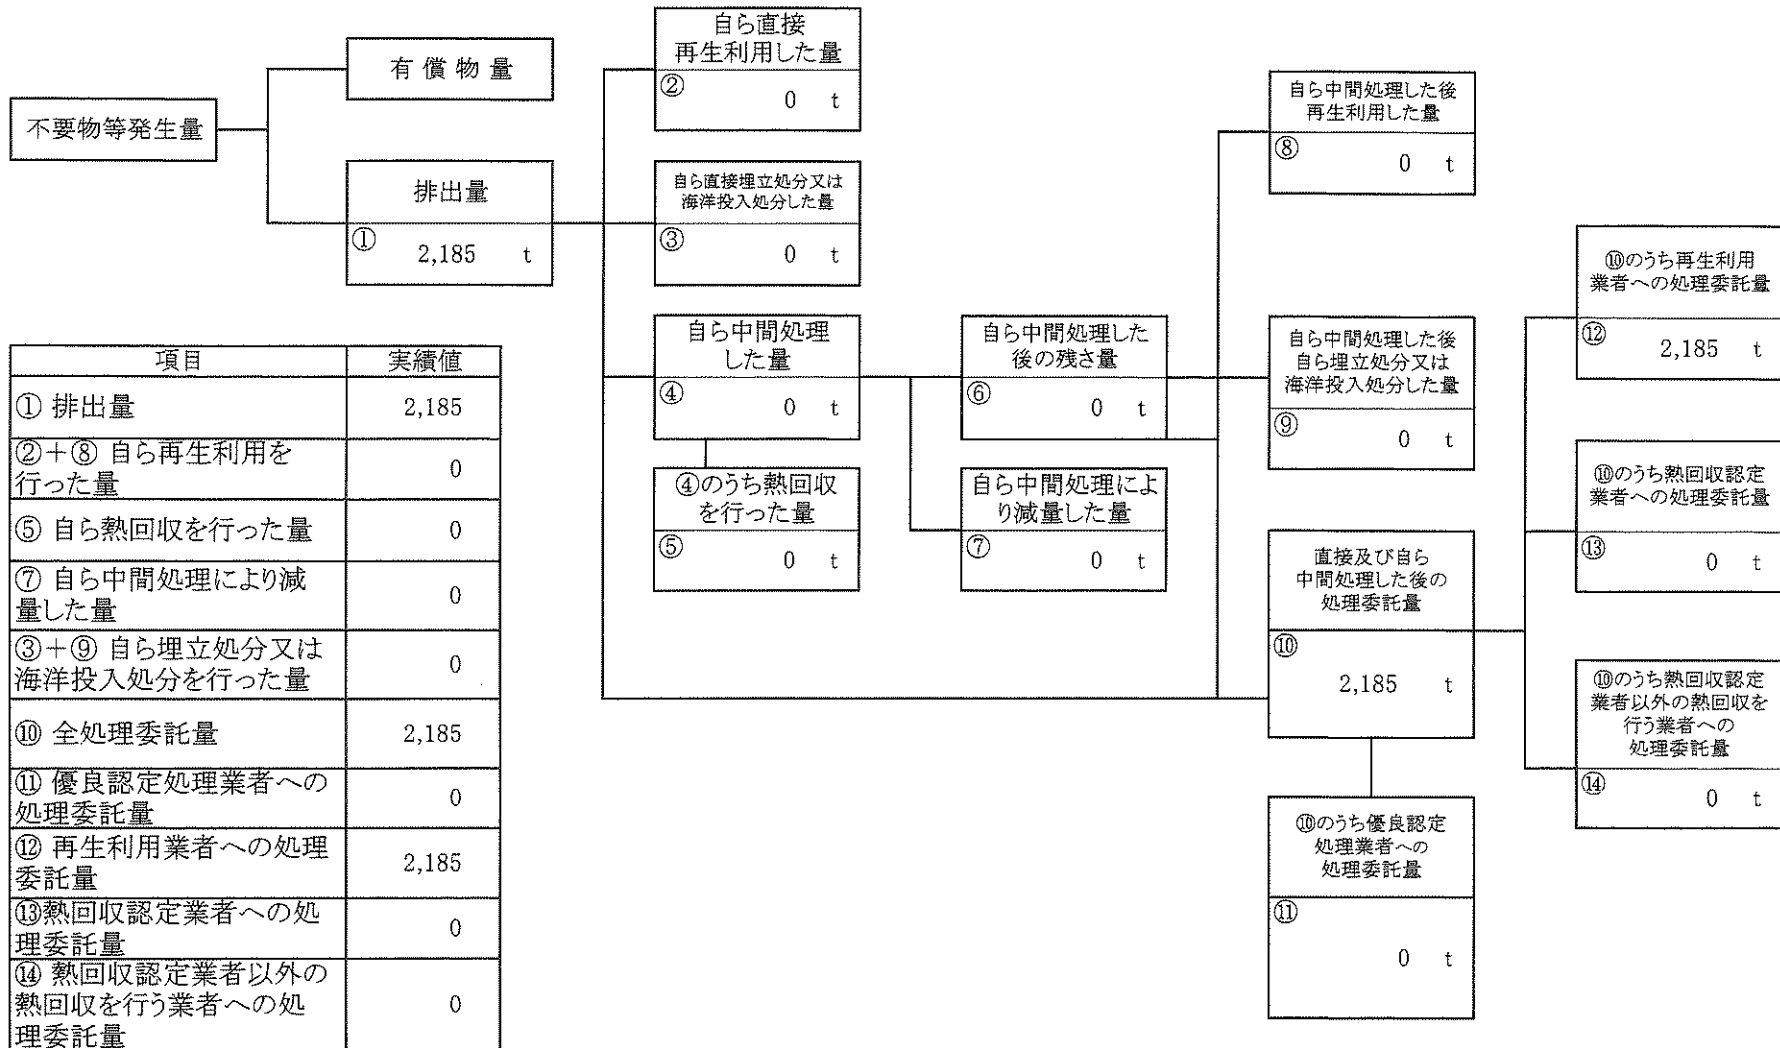 不要物等発生量
有償物量
排出量
① 2,185 t
自ら直接
再生利用した量
② 0 t
自ら直接埋立処分又は
海洋投入処分した量
③ 0 t
自ら中間処理
した量
④ 0 t
④のうち熱回収
を行った量
⑤ 0 t
自ら中間処理した
後の残さ量
⑥ 0 t
自ら中間処理によ
り減量した量
⑦ 0 t
自ら中間処理した後
再生利用した量
⑧ 0 t
自ら中間処理した後
自ら埋立処分又は
海洋投入処分した量
⑨ 0 t
直接及び自ら
中間処理した後の
処理委託量
⑩
2,185 t
⑩のうち優良認定
処理業者への
処理委託量
⑪
0 t
⑩のうち再生利用
業者への処理委託量
⑫ 2,185 t
⑩のうち熱回収認定
業者への処理委託量
⑬ 0 t
⑩のうち熱回収認定
業者以外の熱回収を
行う業者への
処理委託量
⑭ 0 t
項目 実績値
① 排出量 2,185
②＋⑧ 自ら再生利用を
行った量 0
⑤ 自ら熱回収を行った量 0
⑦ 自ら中間処理により減
量した量 0
③＋⑨ 自ら埋立処分又は
海洋投入処分を行った量 0
⑩ 全処理委託量 2,185
⑪ 優良認定処理業者への
処理委託量 0
⑫ 再生利用業者への処理
委託量 2,185
⑬熱回収認定業者への処
理委託量 0
⑭ 熱回収認定業者以外の
熱回収を行う業者への処
理委託量 0